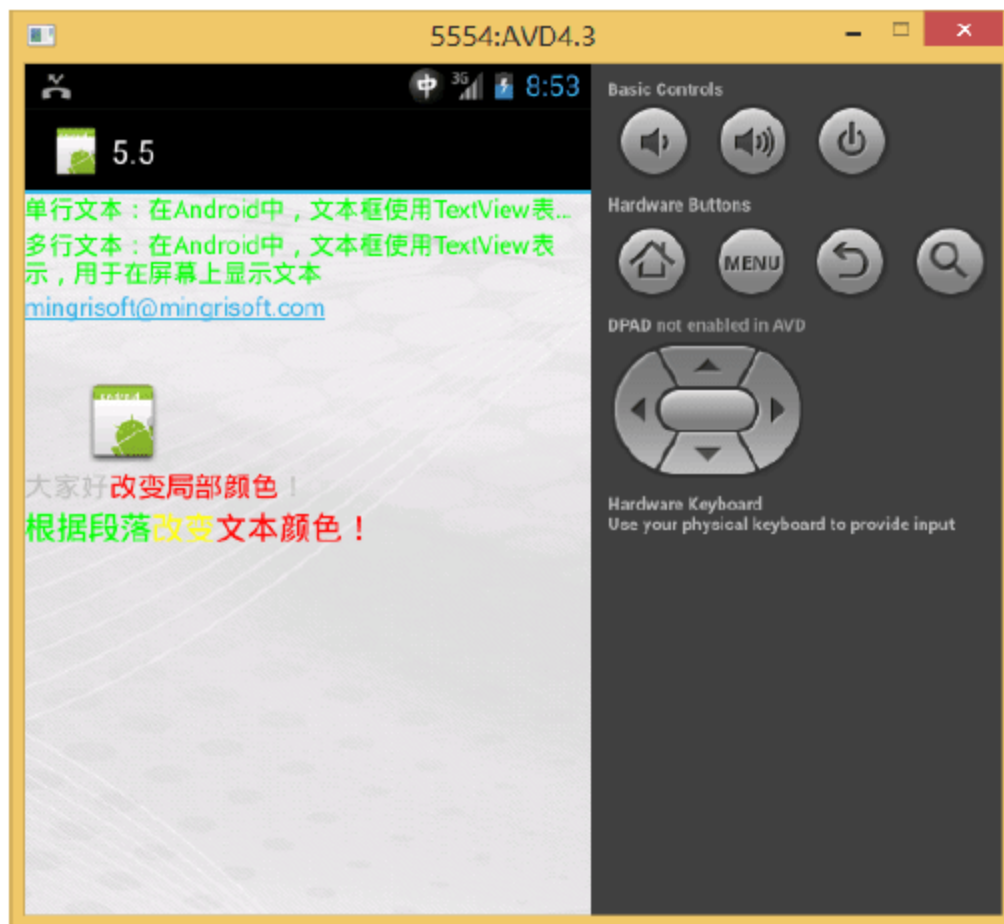 5554:AVD4.3
中 3G 8:53
5.5
单行文本：在Android中，文本框使用TextView表...
多行文本：在Android中，文本框使用TextView表
示，用于在屏幕上显示文本
mingrisoft@mingrisoft.com
android
大家好改变局部颜色！
根据段落改变文本颜色！
Basic Controls
Hardware Buttons
MENU
DPAD not enabled in AVD
Hardware Keyboard
Use your physical keyboard to provide input